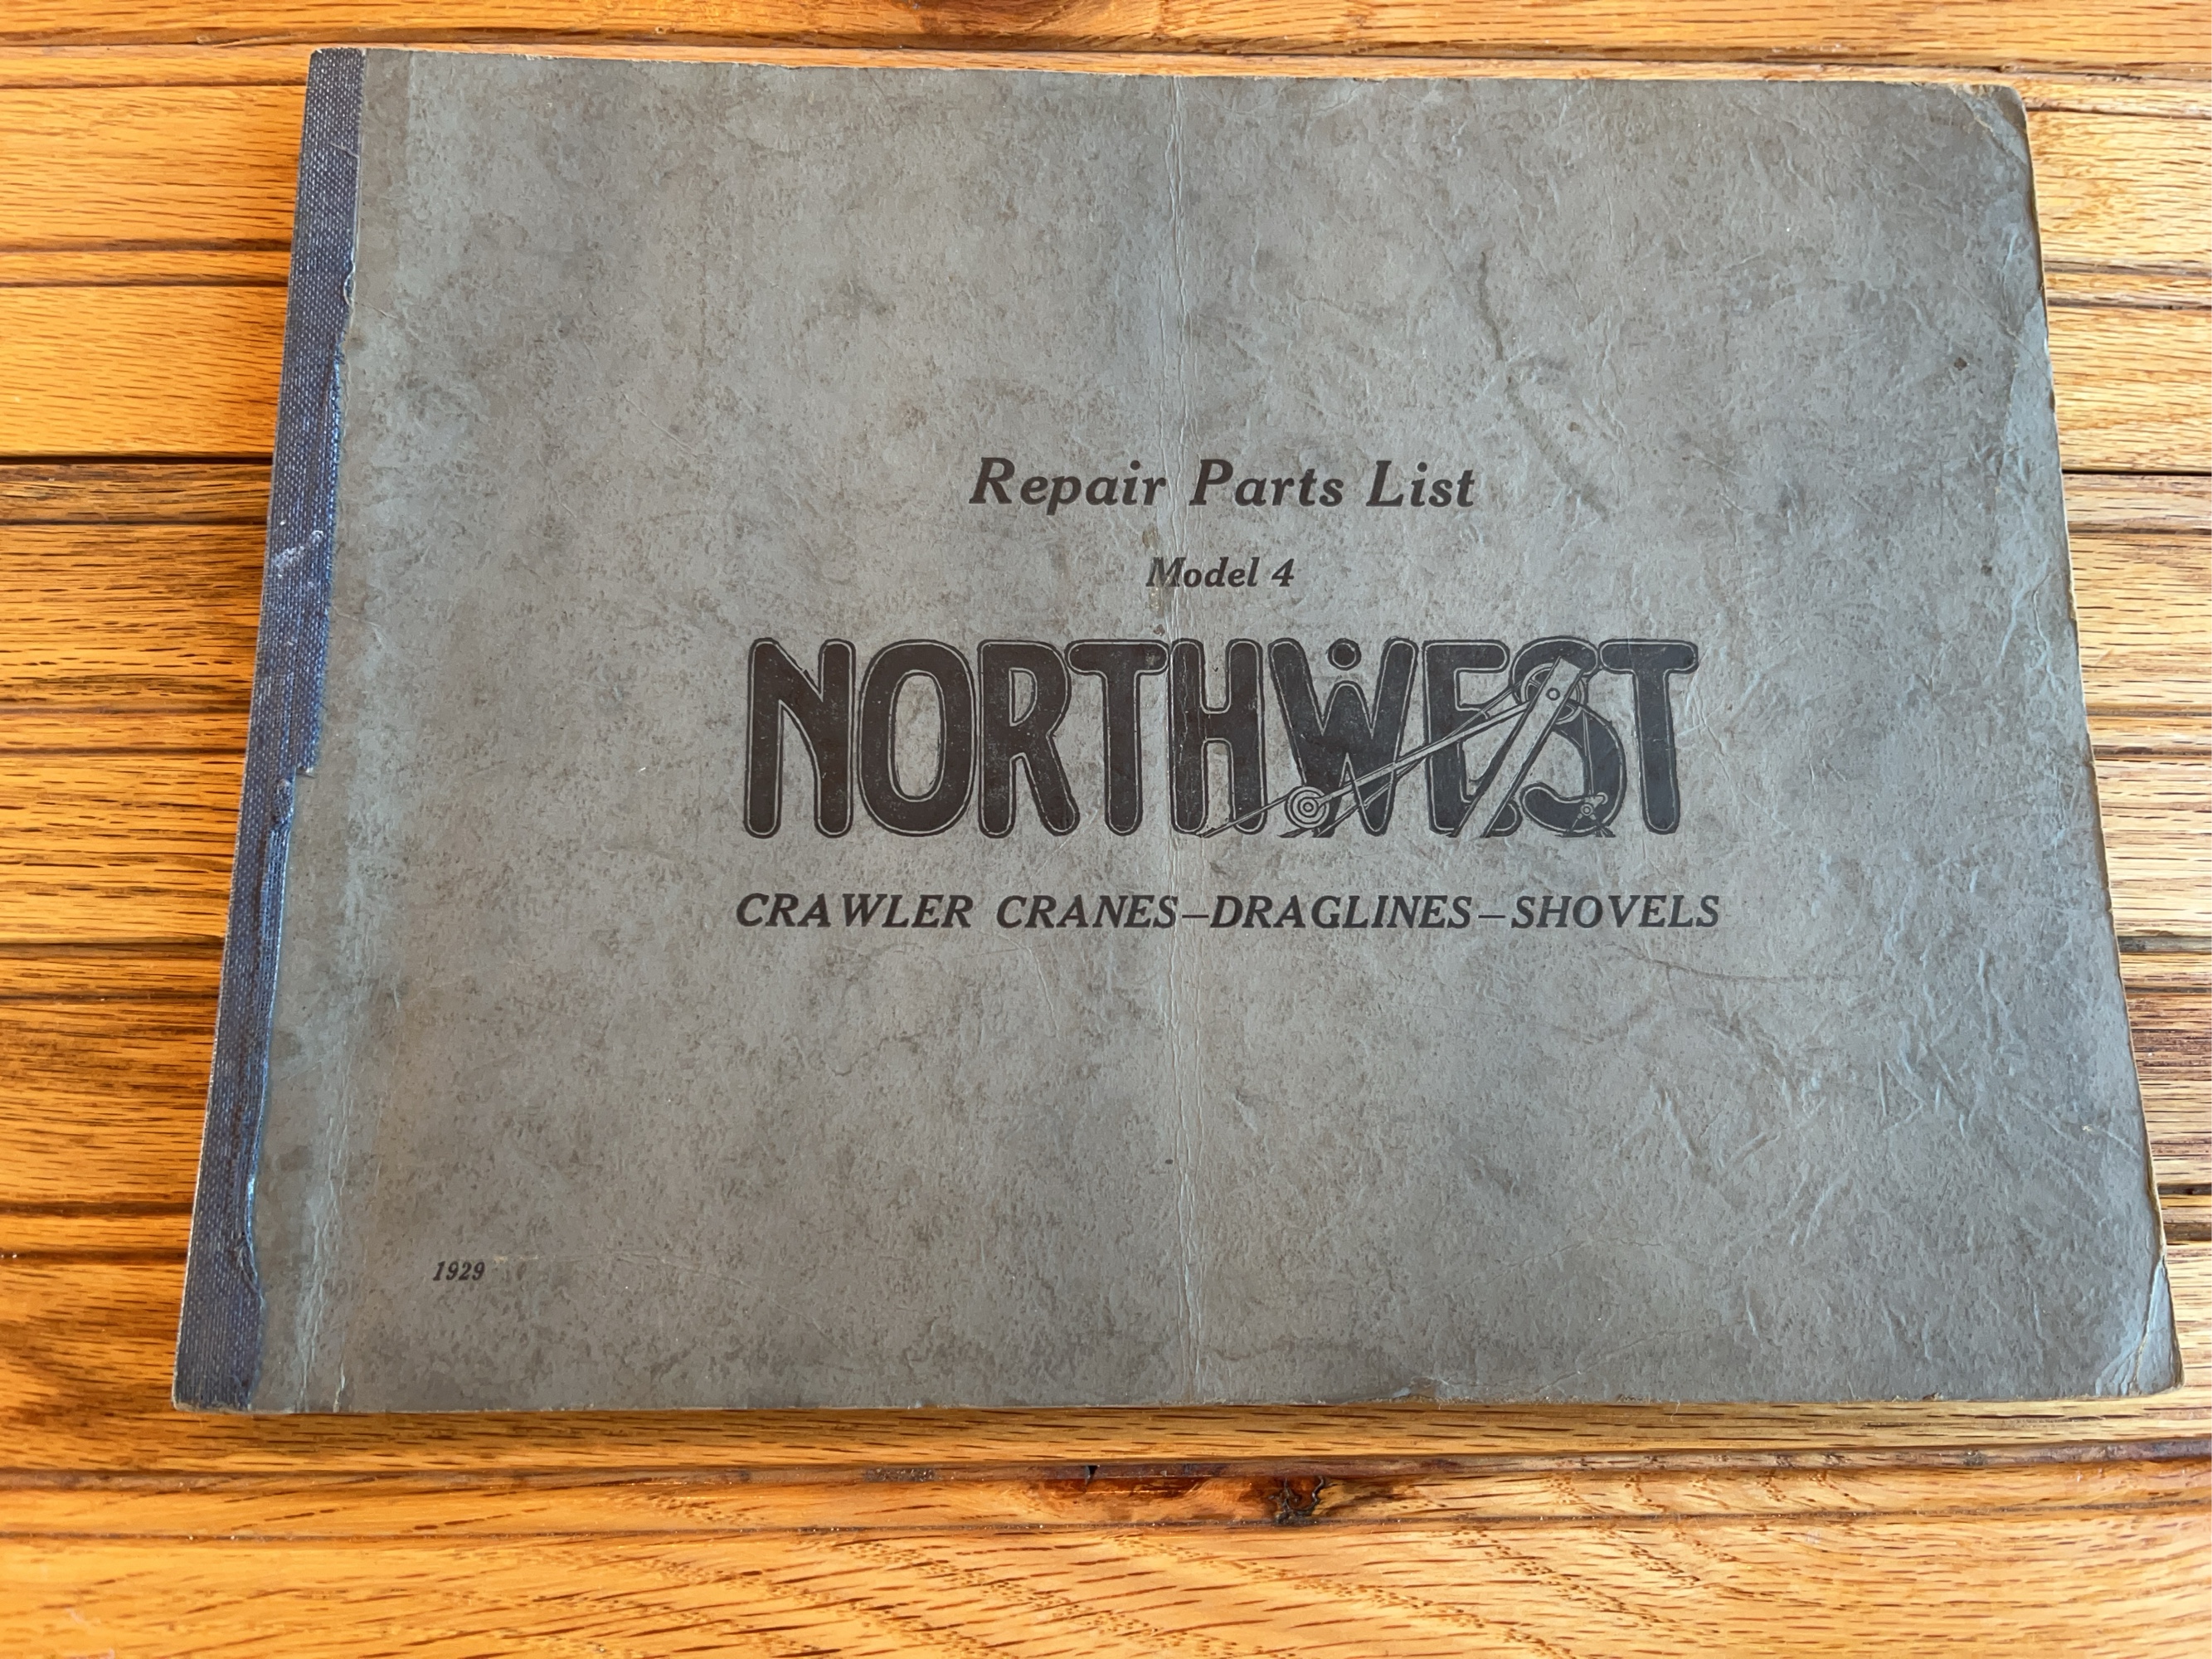 Repair Parts List
Model 4
NORTHWEST
CRAWLER CRANES—DRAGLINES—SHOVELS
1929